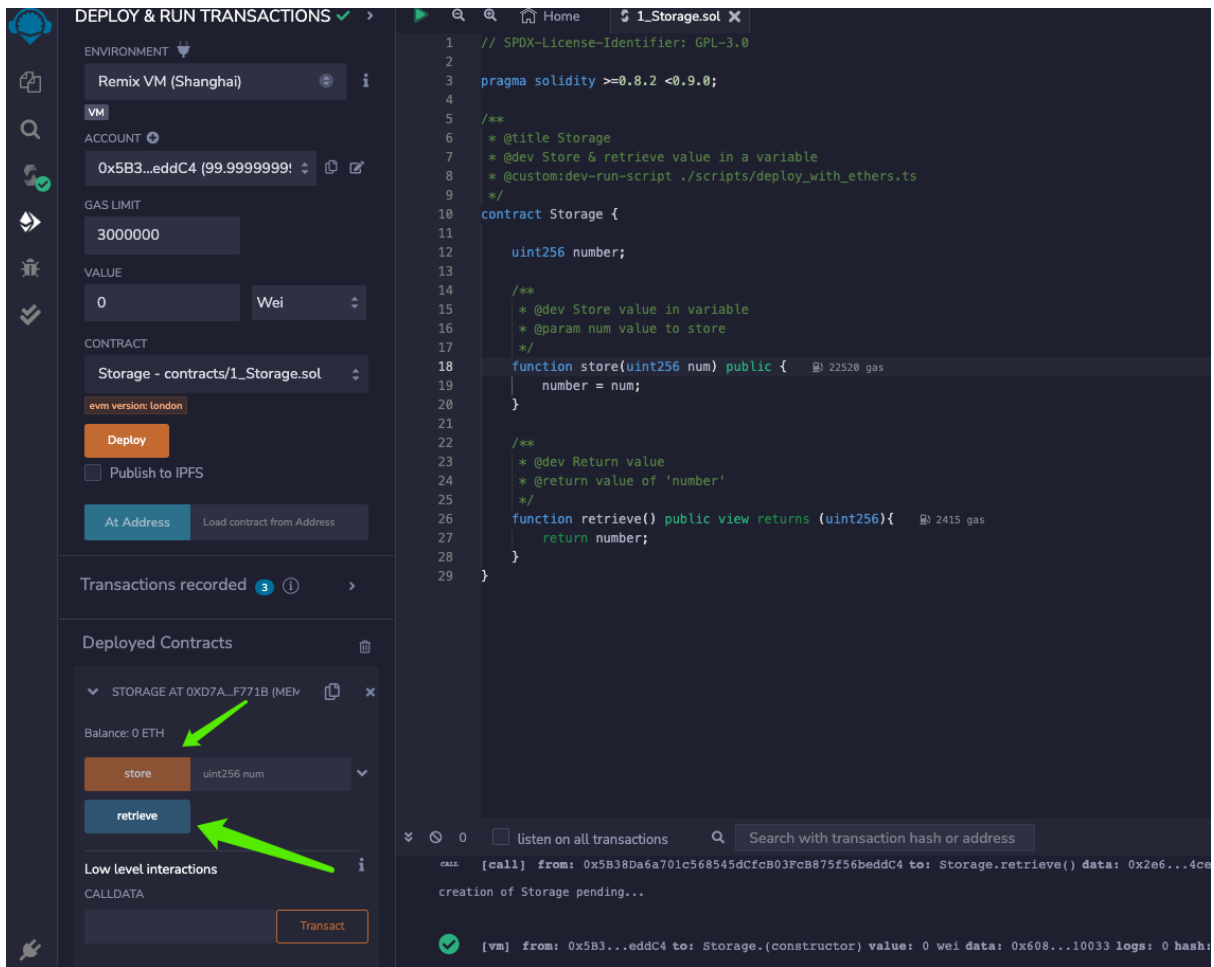 DEPLOY & RUN TRANSACTIONS
ENVIRONMENT
Remix VM (Shanghai)
VM
ACCOUNT
0x5B3...eddC4 (99.99999999
GAS LIMIT
3000000
VALUE
0
Wei
CONTRACT
Storage - contracts/1_Storage.sol
evm version: london
Deploy
Publish to IPFS
At Address
Load contract from Address
Transactions recorded 3
Deployed Contracts
STORAGE AT 0XD7A...F771B (MEM
Balance: 0 ETH
store
uint256 num
retrieve
Low level interactions
CALLDATA
Transact
Home
1_Storage.sol
1 // SPDX-License-Identifier: GPL-3.0
2
3 pragma solidity >=0.8.2 <0.9.0;
4
5 /**
6  * @title Storage
7  * @dev Store & retrieve value in a variable
8  * @custom:dev-run-script ./scripts/deploy_with_ethers.ts
9  */
10 contract Storage {
11
12     uint256 number;
13
14     /**
15      * @dev Store value in variable
16      * @param num value to store
17      */
18     function store(uint256 num) public { 22520 gas
19         number = num;
20     }
21
22     /**
23      * @dev Return value
24      * @return value of 'number'
25      */
26     function retrieve() public view returns (uint256){ 2415 gas
27         return number;
28     }
29 }
0
listen on all transactions
Search with transaction hash or address
CALL [call] from: 0x5B38Da6a701c568545dCfcB03FcB875f56beddC4 to: Storage.retrieve() data: 0x2e6...4ce
creation of Storage pending...
[vm] from: 0x5B3...eddC4 to: Storage.(constructor) value: 0 wei data: 0x608...10033 logs: 0 hash: